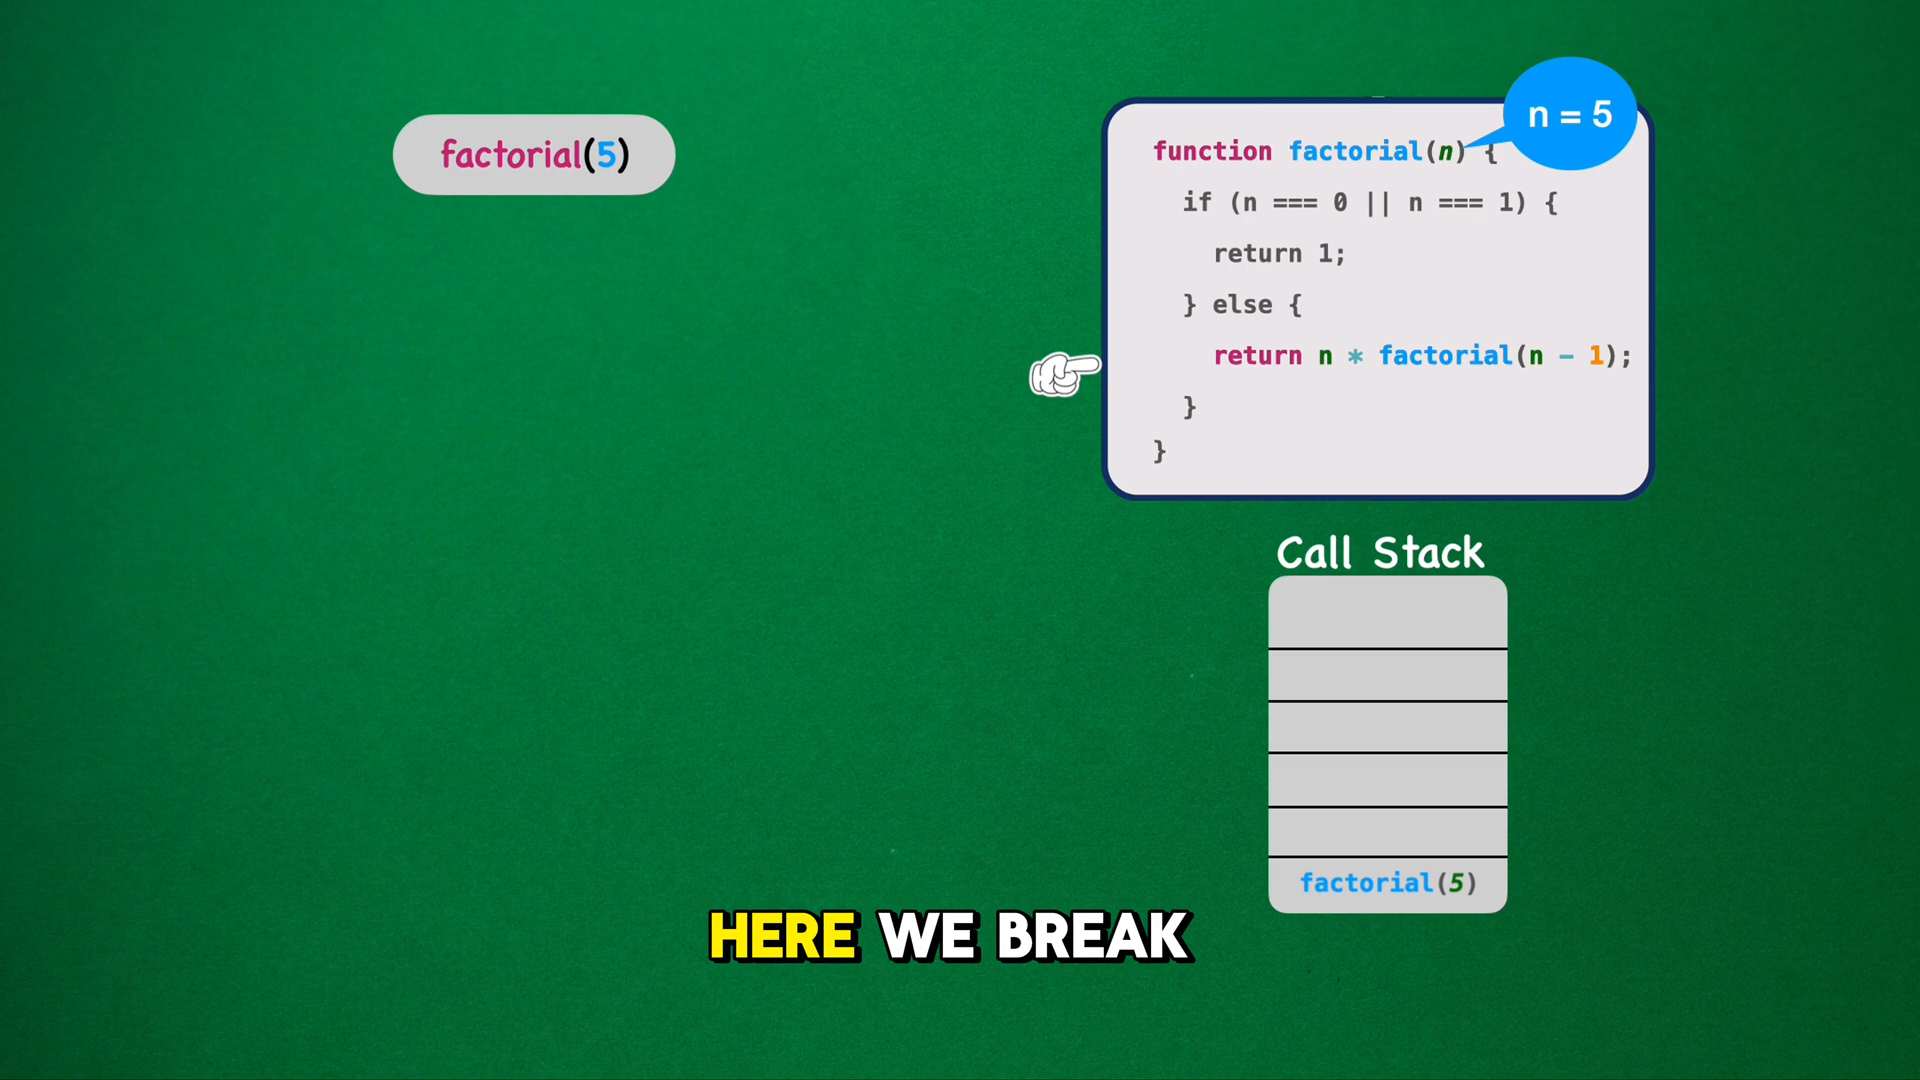 factorial(5)
n = 5
function factorial(n) {
if (n === 0 || n === 1) {
return 1;
} else {
return n * factorial(n - 1);
}
}
Call Stack
factorial(5)
HERE WE BREAK